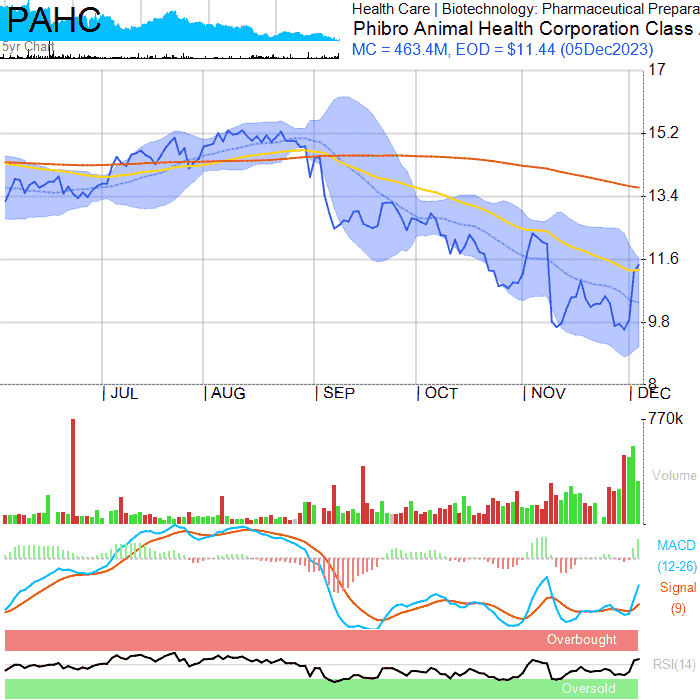 PAHC
5yr Chart
Health Care | Biotechnology: Pharmaceutical Prepara
Phibro Animal Health Corporation Class
MC = 463.4M, EOD = $11.44 (05Dec2023)
17
15.2
13.4
11.6
9.8
8
JUL AUG SEP OCT NOV DEC
770k
Volume
MACD
(12-26)
Signal
(9)
Overbought
RSI(14)
Oversold